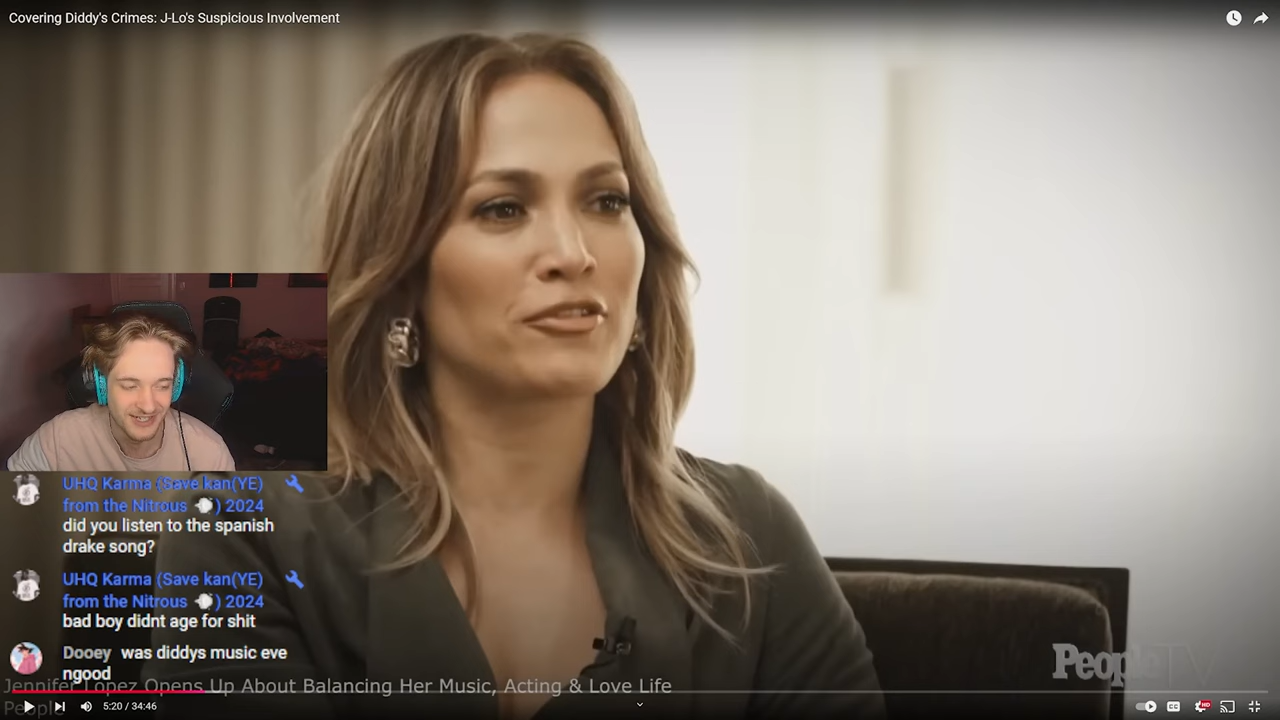 Covering Diddy's Crimes: J-Lo's Suspicious Involvement
UHQ Karma (Save kan(YE)
from the Nitrous ) 2024
did you listen to the spanish
drake song?
UHQ Karma (Save kan(YE)
from the Nitrous ) 2024
bad boy didnt age for shit
Dooey was diddys music eve
ngood
PeopleTV
Jennifer Lopez Opens Up About Balancing Her Music, Acting & Love Life
People
5:20 / 34:46
CC
HD